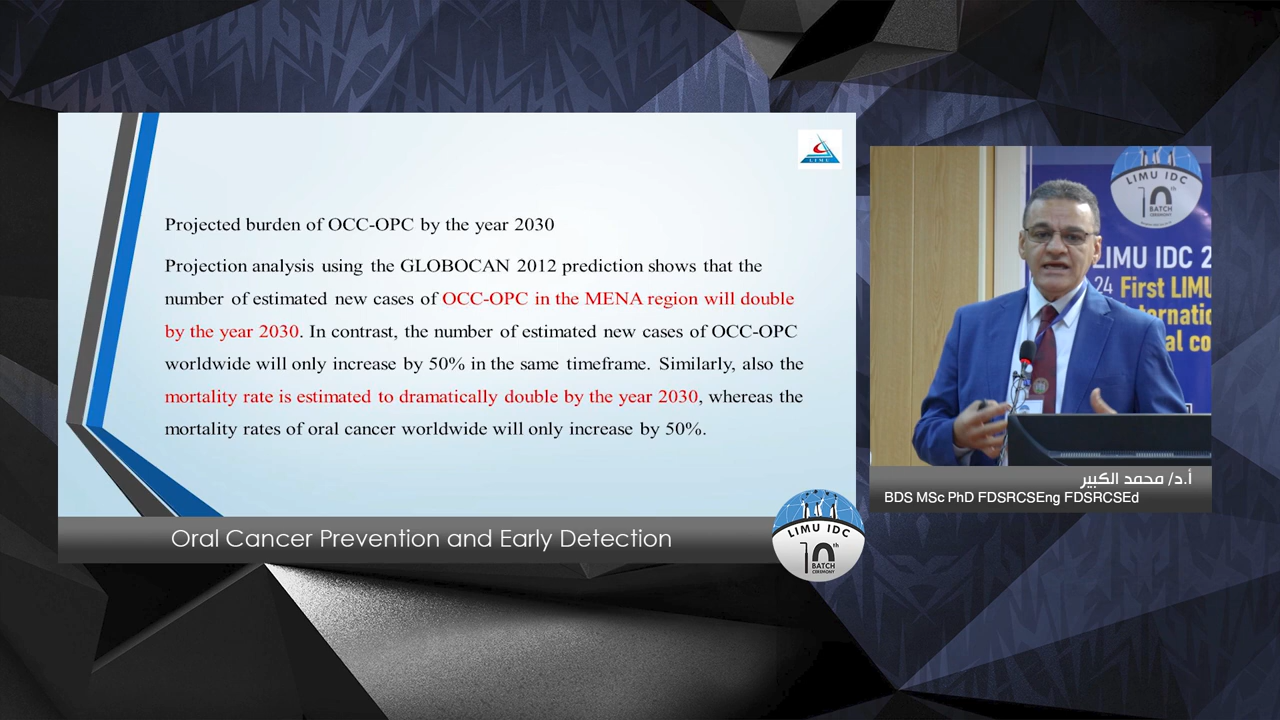 LIMU
Projected burden of OCC-OPC by the year 2030
Projection analysis using the GLOBOCAN 2012 prediction shows that the
number of estimated new cases of OCC-OPC in the MENA region will double
by the year 2030. In contrast, the number of estimated new cases of OCC-OPC
worldwide will only increase by 50% in the same timeframe. Similarly, also the
mortality rate is estimated to dramatically double by the year 2030, whereas the
mortality rates of oral cancer worldwide will only increase by 50%.
Oral Cancer Prevention and Early Detection
LIMU IDC
10th
BATCH
CEREMONY
LIMU IDC
10th
BATCH
CEREMONY
LIMU IDC 2
24 First LIMU
ternatio
al co
أ.د/ محمد الكبير
BDS MSc PhD FDSRCSEng FDSRCSEd